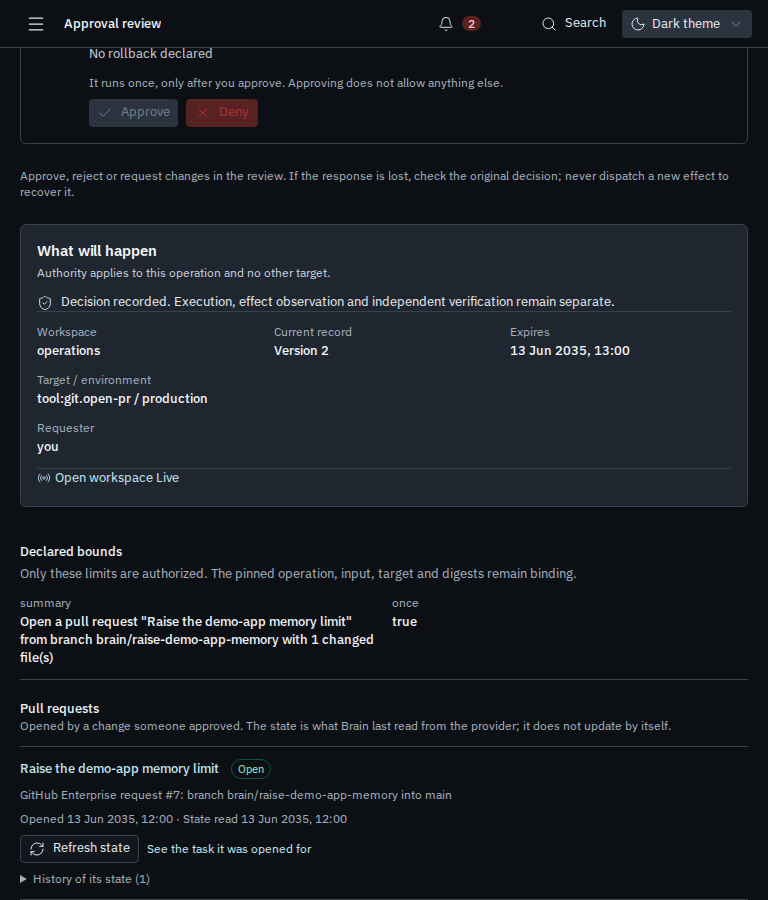 Approval review
2
Search
Dark theme
No rollback declared
It runs once, only after you approve. Approving does not allow anything else.
Approve
Deny
Approve, reject or request changes in the review. If the response is lost, check the original decision; never dispatch a new effect to
recover it.
What will happen
Authority applies to this operation and no other target.
Decision recorded. Execution, effect observation and independent verification remain separate.
Workspace
Current record
Expires
operations
Version 2
13 Jun 2035, 13:00
Target / environment
tool:git.open-pr / production
Requester
you
Open workspace Live
Declared bounds
Only these limits are authorized. The pinned operation, input, target and digests remain binding.
summary
once
Open a pull request "Raise the demo-app memory limit"
true
from branch brain/raise-demo-app-memory with 1 changed
file(s)
Pull requests
Opened by a change someone approved. The state is what Brain last read from the provider; it does not update by itself.
Raise the demo-app memory limit
Open
GitHub Enterprise request #7: branch brain/raise-demo-app-memory into main
Opened 13 Jun 2035, 12:00 · State read 13 Jun 2035, 12:00
Refresh state
See the task it was opened for
History of its state (1)